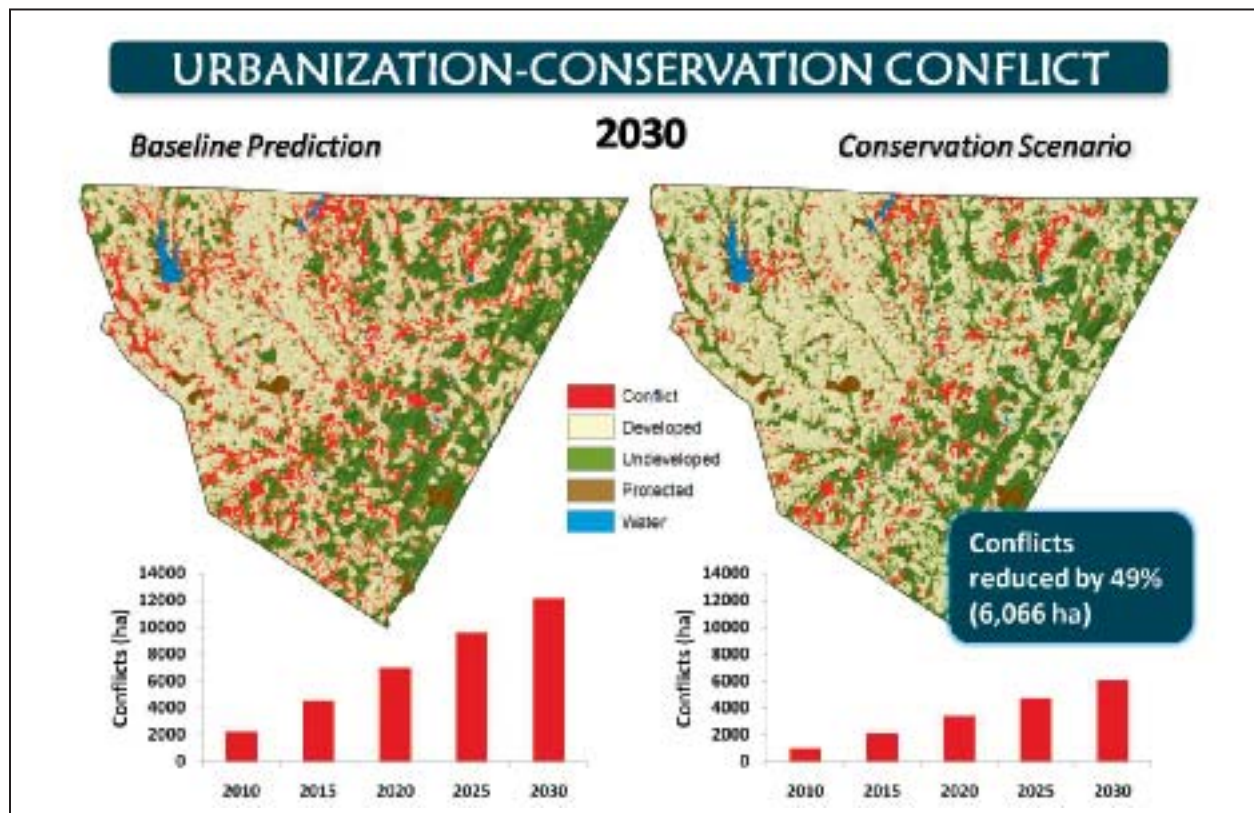 URBANIZATION-CONSERVATION CONFLICT
2030
Baseline Prediction
Conservation Scenario
Conflict
Developed
Undeveloped
Protected
Water
Conflicts
reduced by 49%
(6,066 ha)
Conflicts (ha)
14000
12000
10000
8000
6000
4000
2000
0
2010 2015 2020 2025 2030
Conflicts (ha)
14000
12000
10000
8000
6000
4000
2000
0
2010 2015 2020 2025 2030